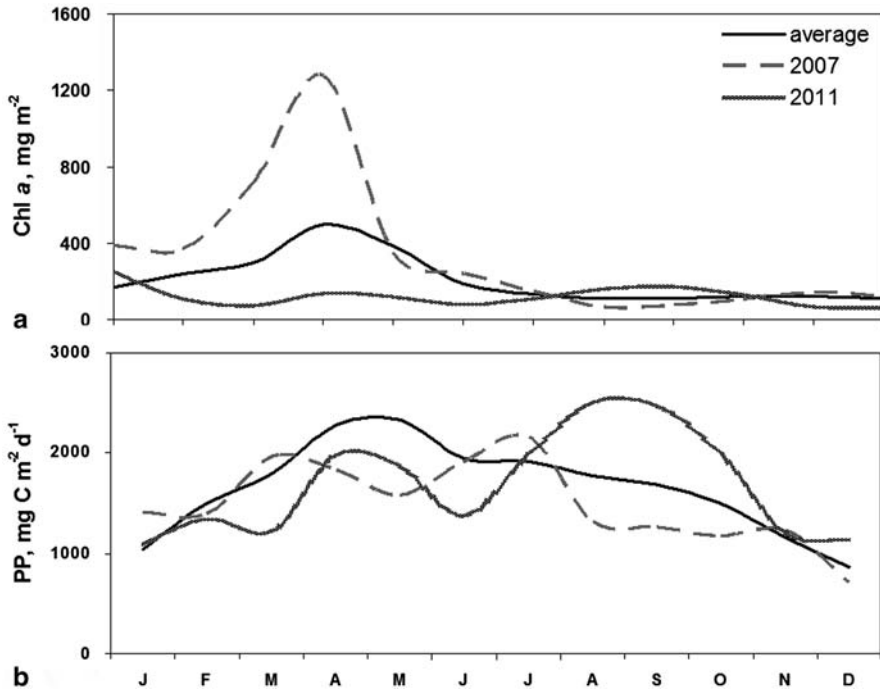 1600
1200
800
400
0
Chl a, mg m-2
average
2007
2011
a
3000
2000
1000
0
PP, mg C m-2 d-1
b
J F M A M J J A S O N D